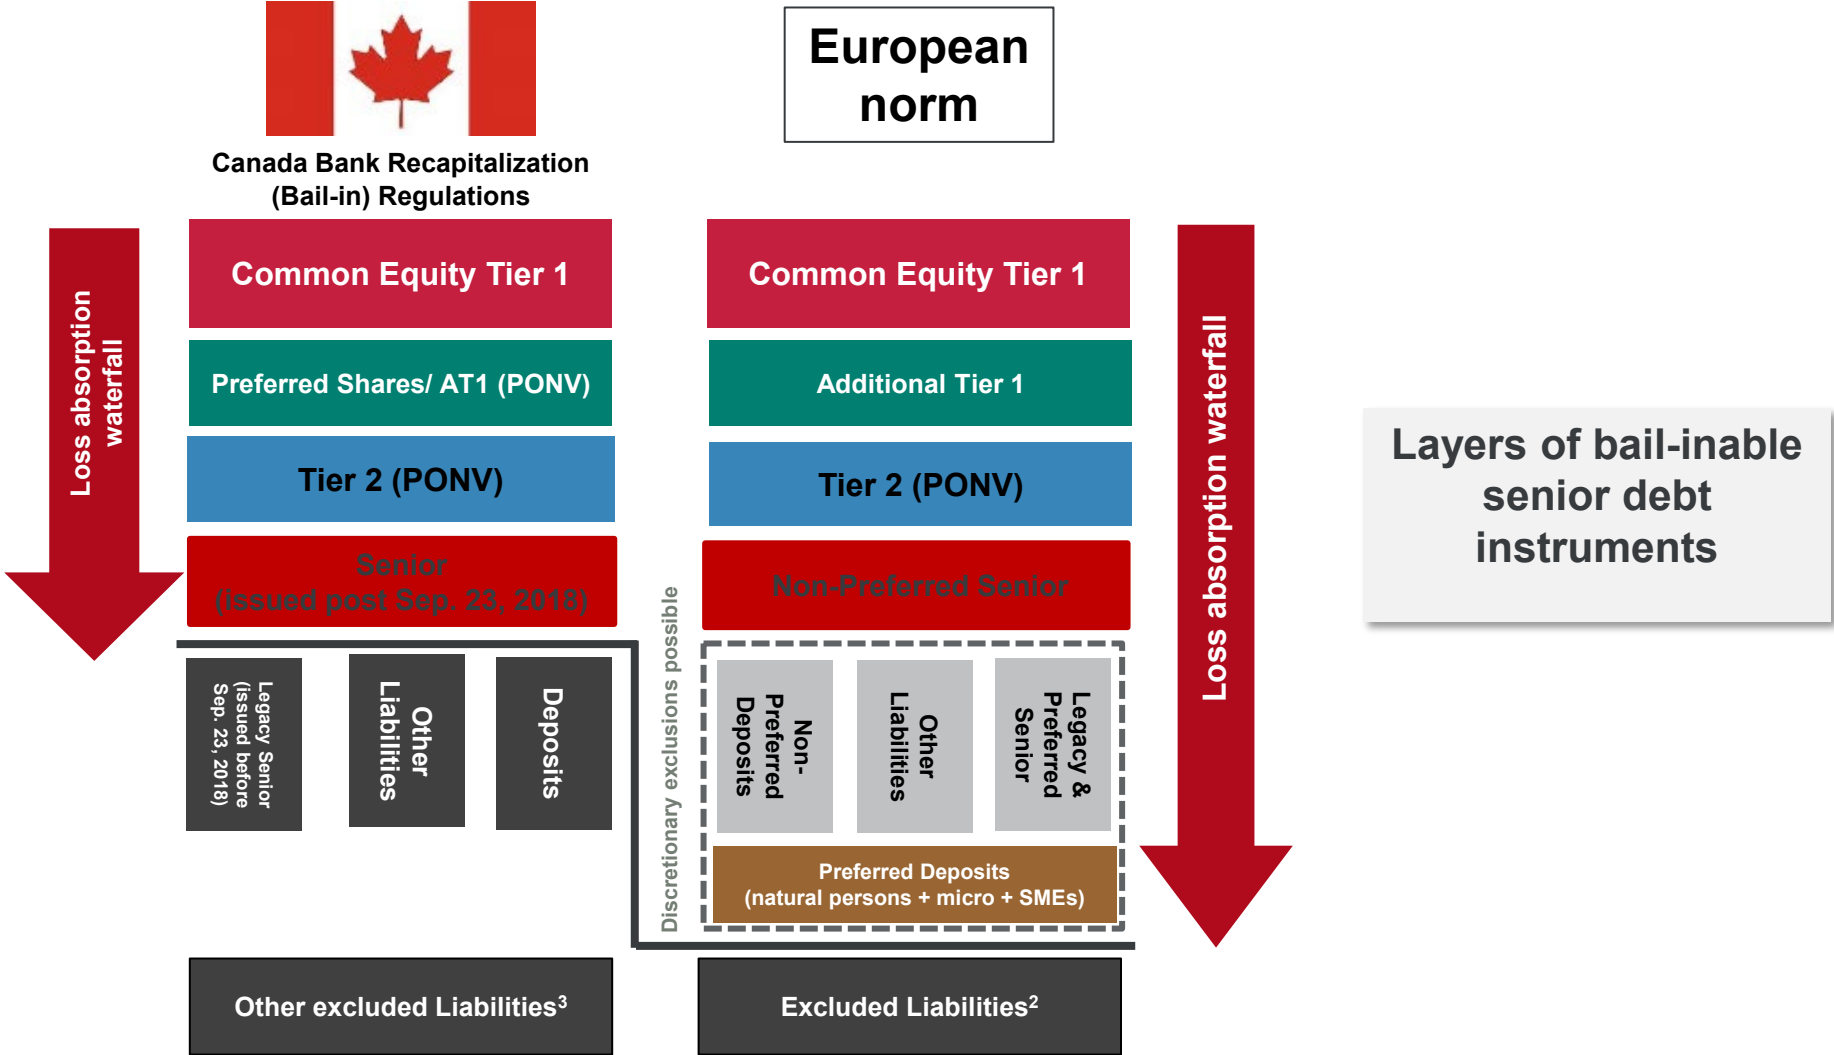 European
norm
Canada Bank Recapitalization
(Bail-in) Regulations
Loss absorption
waterfall
Common Equity Tier 1
Preferred Shares/ AT1 (PONV)
Tier 2 (PONV)
Senior
(issued post Sep. 23, 2018)
Legacy Senior
(issued before
Sep. 23, 2018)
Other
Liabilities
Deposits
Other excluded Liabilities³
Discretionary exclusions possible
Common Equity Tier 1
Additional Tier 1
Tier 2 (PONV)
Non-Preferred Senior
Non-
Preferred
Deposits
Other
Liabilities
Legacy &
Preferred
Senior
Preferred Deposits
(natural persons + micro + SMEs)
Excluded Liabilities²
Loss absorption waterfall
Layers of bail-inable
senior debt
instruments